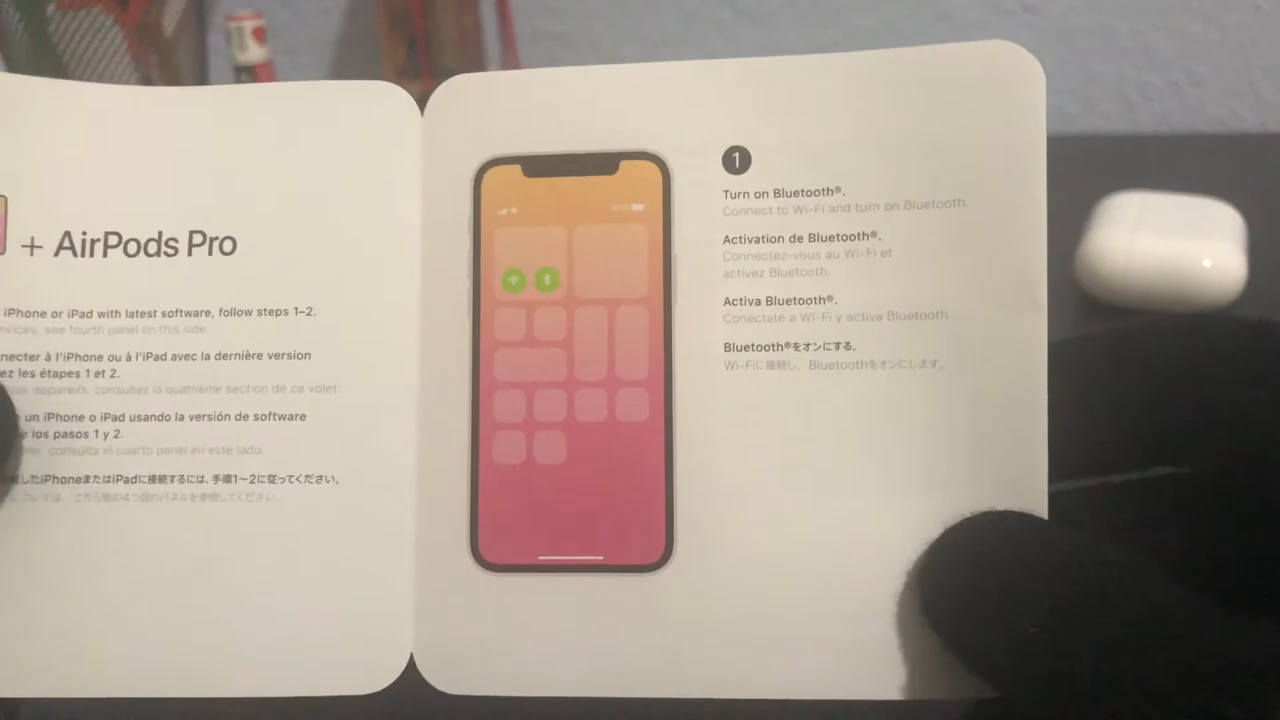 + AirPods Pro
iPhone or iPad with latest software, follow steps 1–2.
see fourth panel on this side.
necter à l'iPhone ou à l'iPad avec la dernière version
ez les étapes 1 et 2.
appareils, consultez la quatrième section de ce volet.
un iPhone o iPad usando la versión de software
los pasos 1 y 2.
consulta el cuarto panel en este lado.
したiPhoneまたはiPadに接続するには、手順1〜2に従ってください。
1
Turn on Bluetooth®.
Connect to Wi-Fi and turn on Bluetooth.
Activation de Bluetooth®.
Connectez-vous au Wi-Fi et
activez Bluetooth.
Activa Bluetooth®.
Conéctate a Wi-Fi y activa Bluetooth.
Bluetooth®をオンにする。
Wi-Fiに接続し、Bluetoothをオンにします。